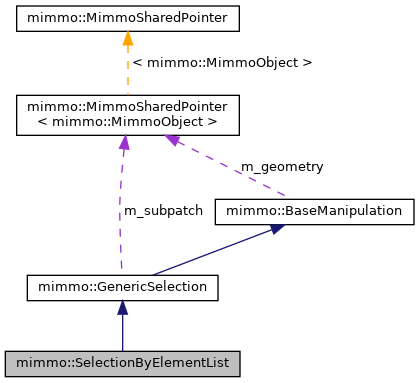 mimmo::MimmoSharedPointer
< mimmo::MimmoObject >
mimmo::MimmoSharedPointer
< mimmo::MimmoObject >
m_geometry
m_subpatch
mimmo::BaseManipulation
mimmo::GenericSelection
mimmo::SelectionByElementList